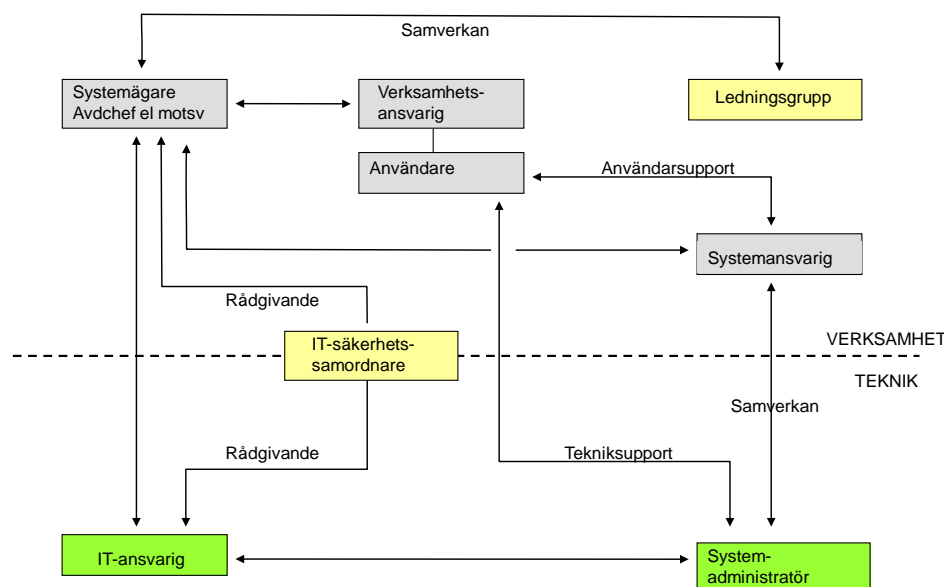 Samverkan
Systemägare
Avdchef el motsv
Verksamhets-
ansvarig
Ledningsgrupp
Användare
Användarsupport
Systemansvarig
Rådgivande
IT-säkerhets-
samordnare
VERKSAMHET
TEKNIK
Samverkan
Rådgivande
Tekniksupport
IT-ansvarig
System-
administratör